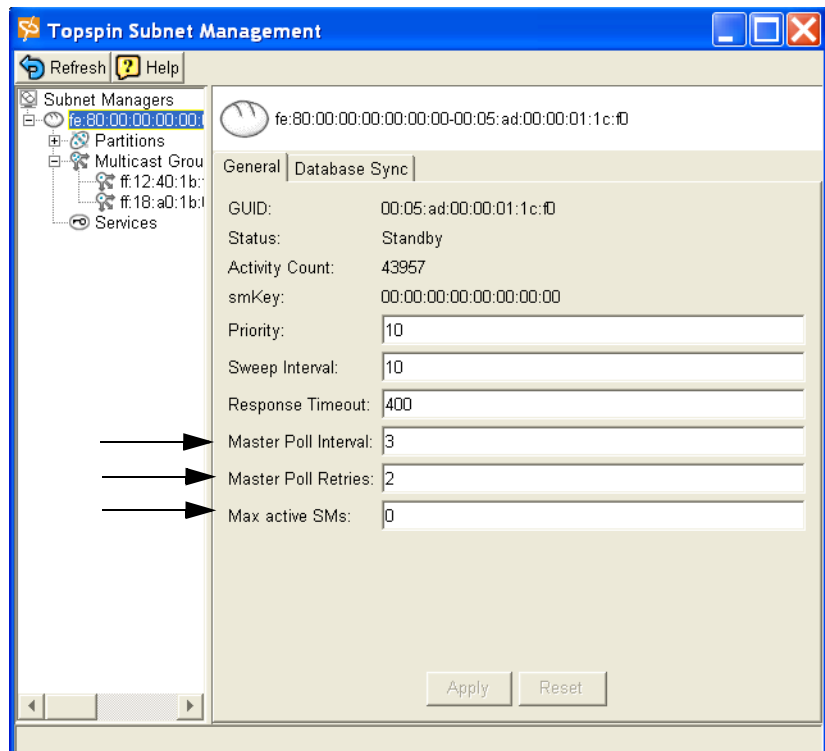 Topspin Subnet Management
Refresh Help
Subnet Managers
fe:80:00:00:00:00:
Partitions
Multicast Grou
ff:12:40:1b:
ff:18:a0:1b:
Services
fe:80:00:00:00:00:00:00-00:05:ad:00:00:01:1c:f0
General Database Sync
GUID: 00:05:ad:00:00:01:1c:f0
Status: Standby
Activity Count: 43957
smKey: 00:00:00:00:00:00:00:00
Priority: 10
Sweep Interval: 10
Response Timeout: 400
Master Poll Interval: 3
Master Poll Retries: 2
Max active SMs: 0
Apply Reset